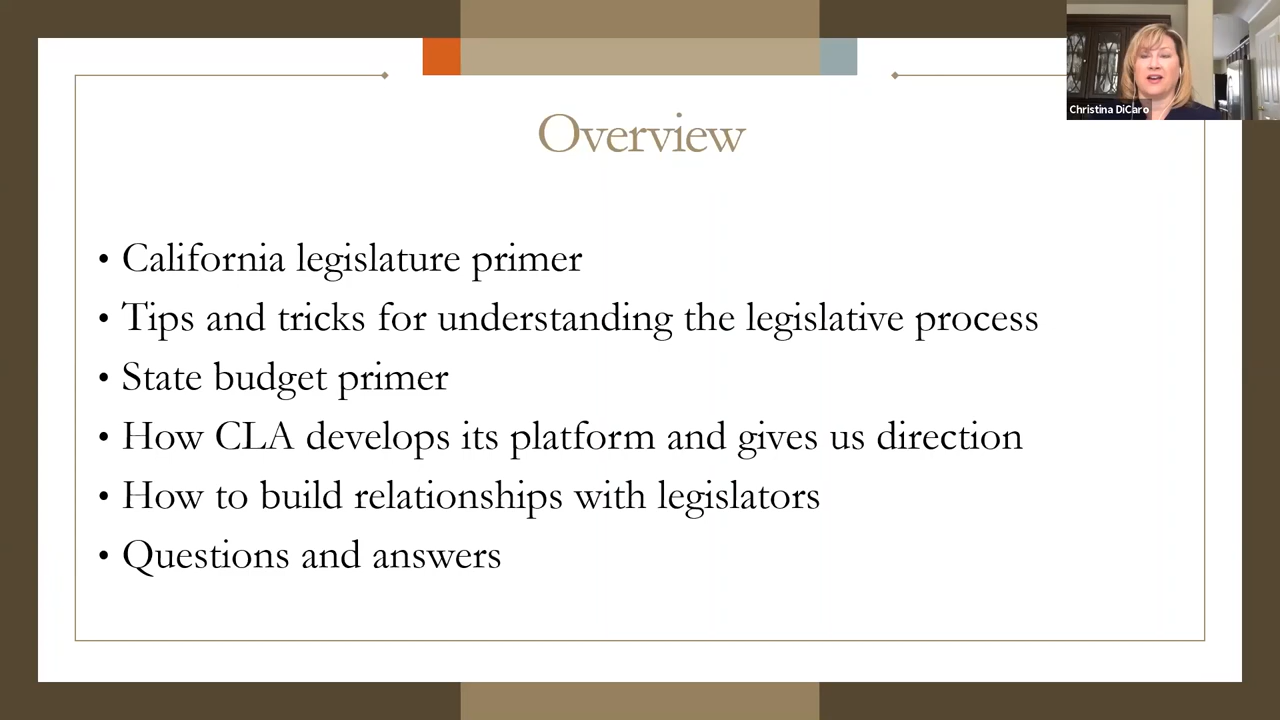 Christina DiCaro
Overview
• California legislature primer
• Tips and tricks for understanding the legislative process
• State budget primer
• How CLA develops its platform and gives us direction
• How to build relationships with legislators
• Questions and answers